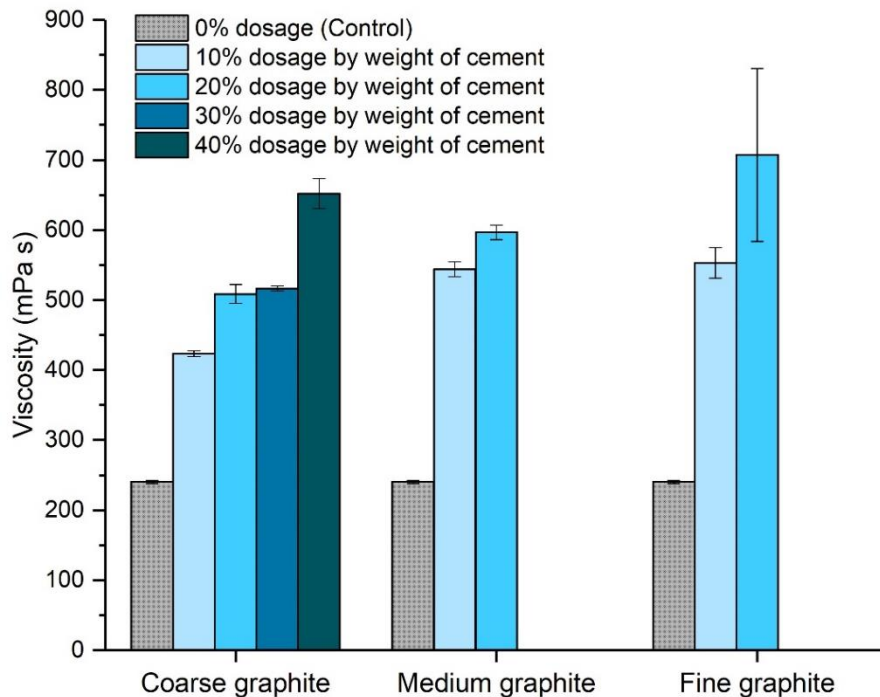 900
800
700
600
500
400
300
200
100
0
Viscosity (mPa s)
0% dosage (Control)
10% dosage by weight of cement
20% dosage by weight of cement
30% dosage by weight of cement
40% dosage by weight of cement
Coarse graphite
Medium graphite
Fine graphite